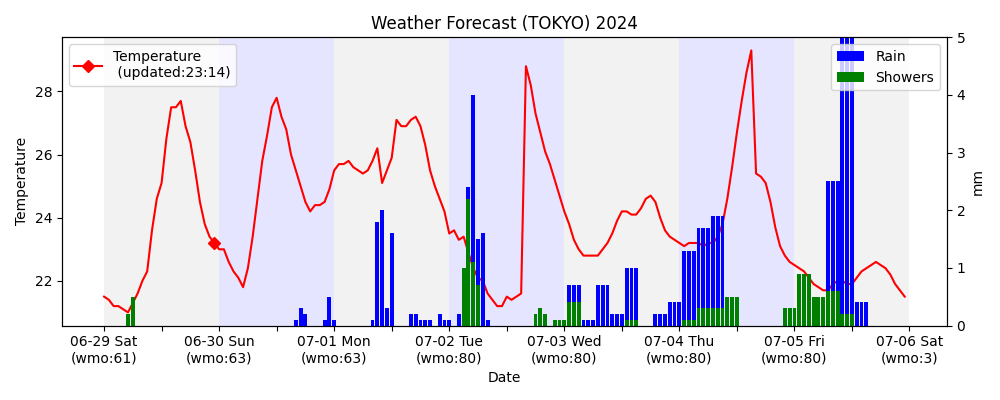 Weather Forecast (TOKYO) 2024
Temperature
(updated:23:14)
Rain
Showers
28
26
24
22
Temperature
5
4
3
2
1
0
mm
06-29 Sat
(wmo:61)
06-30 Sun
(wmo:63)
07-01 Mon
(wmo:63)
07-02 Tue
(wmo:80)
07-03 Wed
(wmo:80)
07-04 Thu
(wmo:80)
07-05 Fri
(wmo:80)
07-06 Sat
(wmo:3)
Date